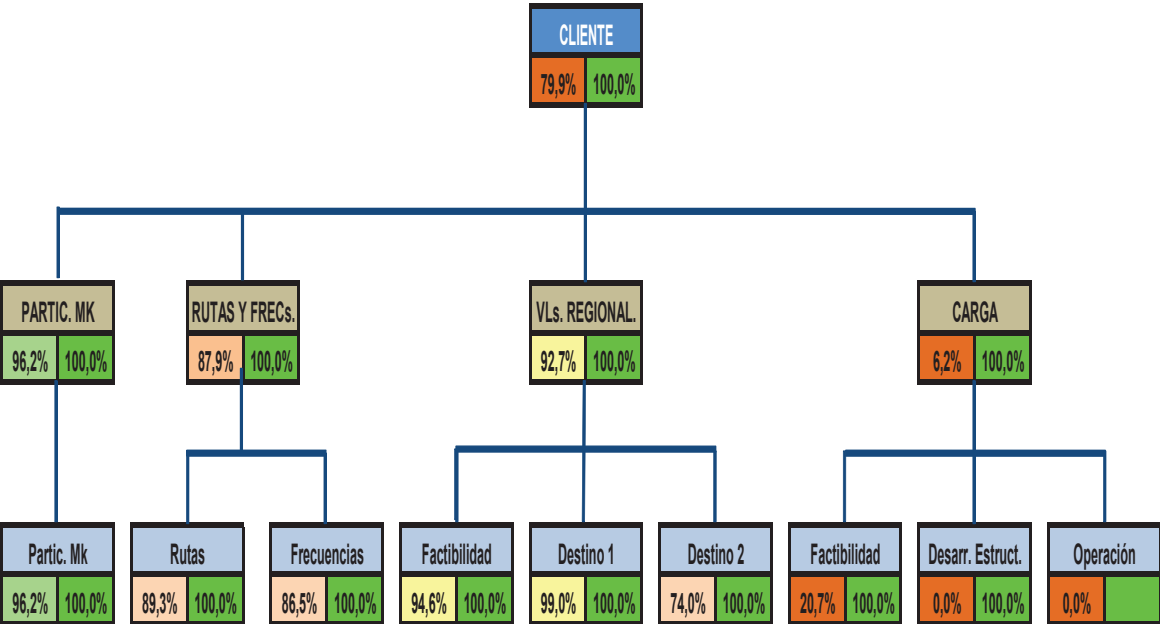 CLIENTE
79,9% 100,0%
PARTIC. MK RUTAS Y FRECs. VLs. REGIONAL. CARGA
96,2% 100,0% 87,9% 100,0% 92,7% 100,0% 6,2% 100,0%
Partic. Mk Rutas Frecuencias Factibilidad Destino 1 Destino 2 Factibilidad Desarr. Estruct. Operación
96,2% 100,0% 89,3% 100,0% 86,5% 100,0% 94,6% 100,0% 99,0% 100,0% 74,0% 100,0% 20,7% 100,0% 0,0% 100,0% 0,0%